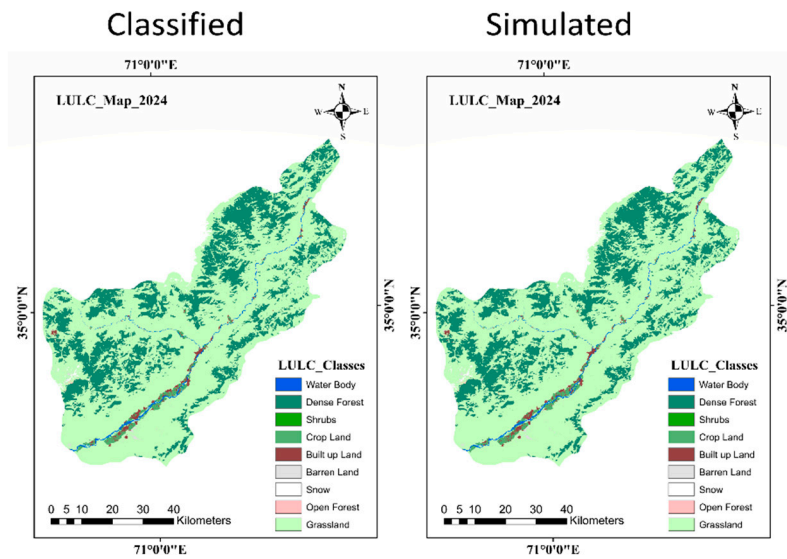 Classified
Simulated
71°0'0"E
71°0'0"E
LULC_Map_2024
N
W E
S
LULC_Map_2024
N
W E
S
35°0'0"N
35°0'0"N
35°0'0"N
LULC_Classes
Water Body
Dense Forest
Shrubs
Crop Land
Built up Land
Barren Land
Snow
Open Forest
Grassland
0 5 10 20 30 40
Kilometers
LULC_Classes
Water Body
Dense Forest
Shrubs
Crop Land
Built up Land
Barren Land
Snow
Open Forest
Grassland
0 5 10 20 30 40
Kilometers
71°0'0"E
71°0'0"E